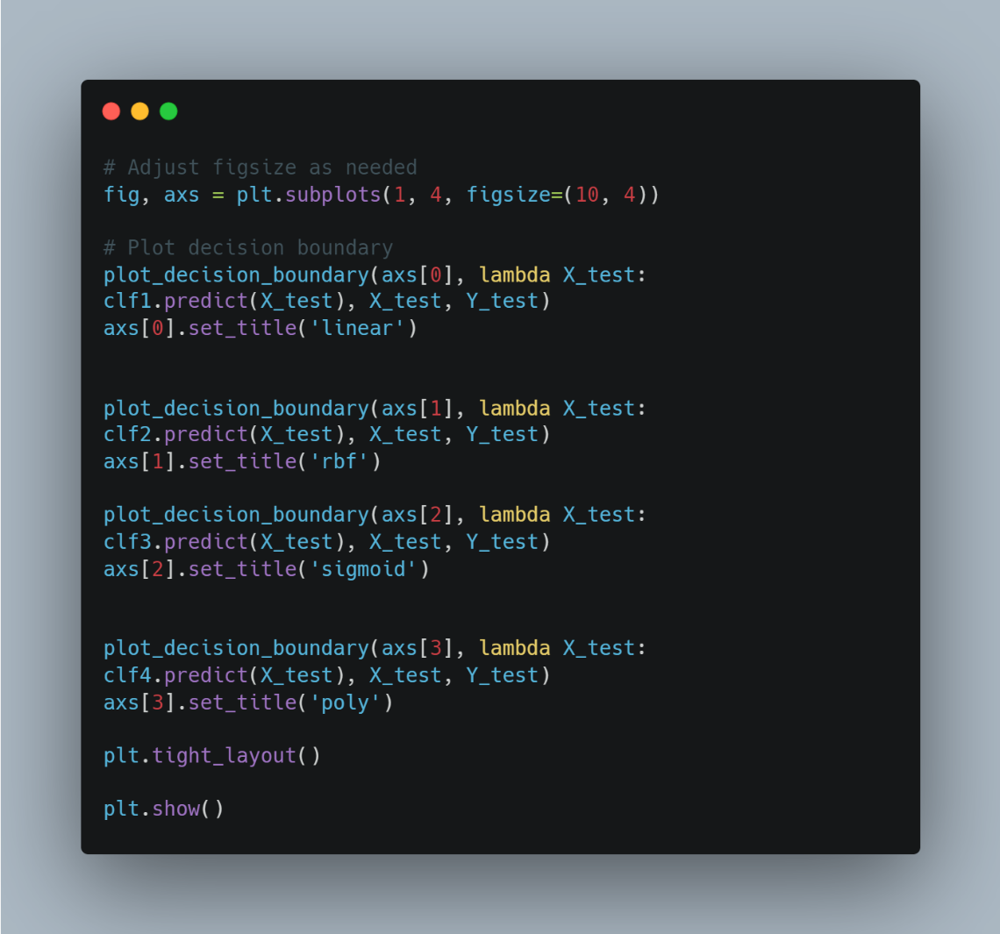 # Adjust figsize as needed
fig, axs = plt.subplots(1, 4, figsize=(10, 4))
# Plot decision boundary
plot_decision_boundary(axs[0], lambda X_test:
clf1.predict(X_test), X_test, Y_test)
axs[0].set_title('linear')
plot_decision_boundary(axs[1], lambda X_test:
clf2.predict(X_test), X_test, Y_test)
axs[1].set_title('rbf')
plot_decision_boundary(axs[2], lambda X_test:
clf3.predict(X_test), X_test, Y_test)
axs[2].set_title('sigmoid')
plot_decision_boundary(axs[3], lambda X_test:
clf4.predict(X_test), X_test, Y_test)
axs[3].set_title('poly')
plt.tight_layout()
plt.show()